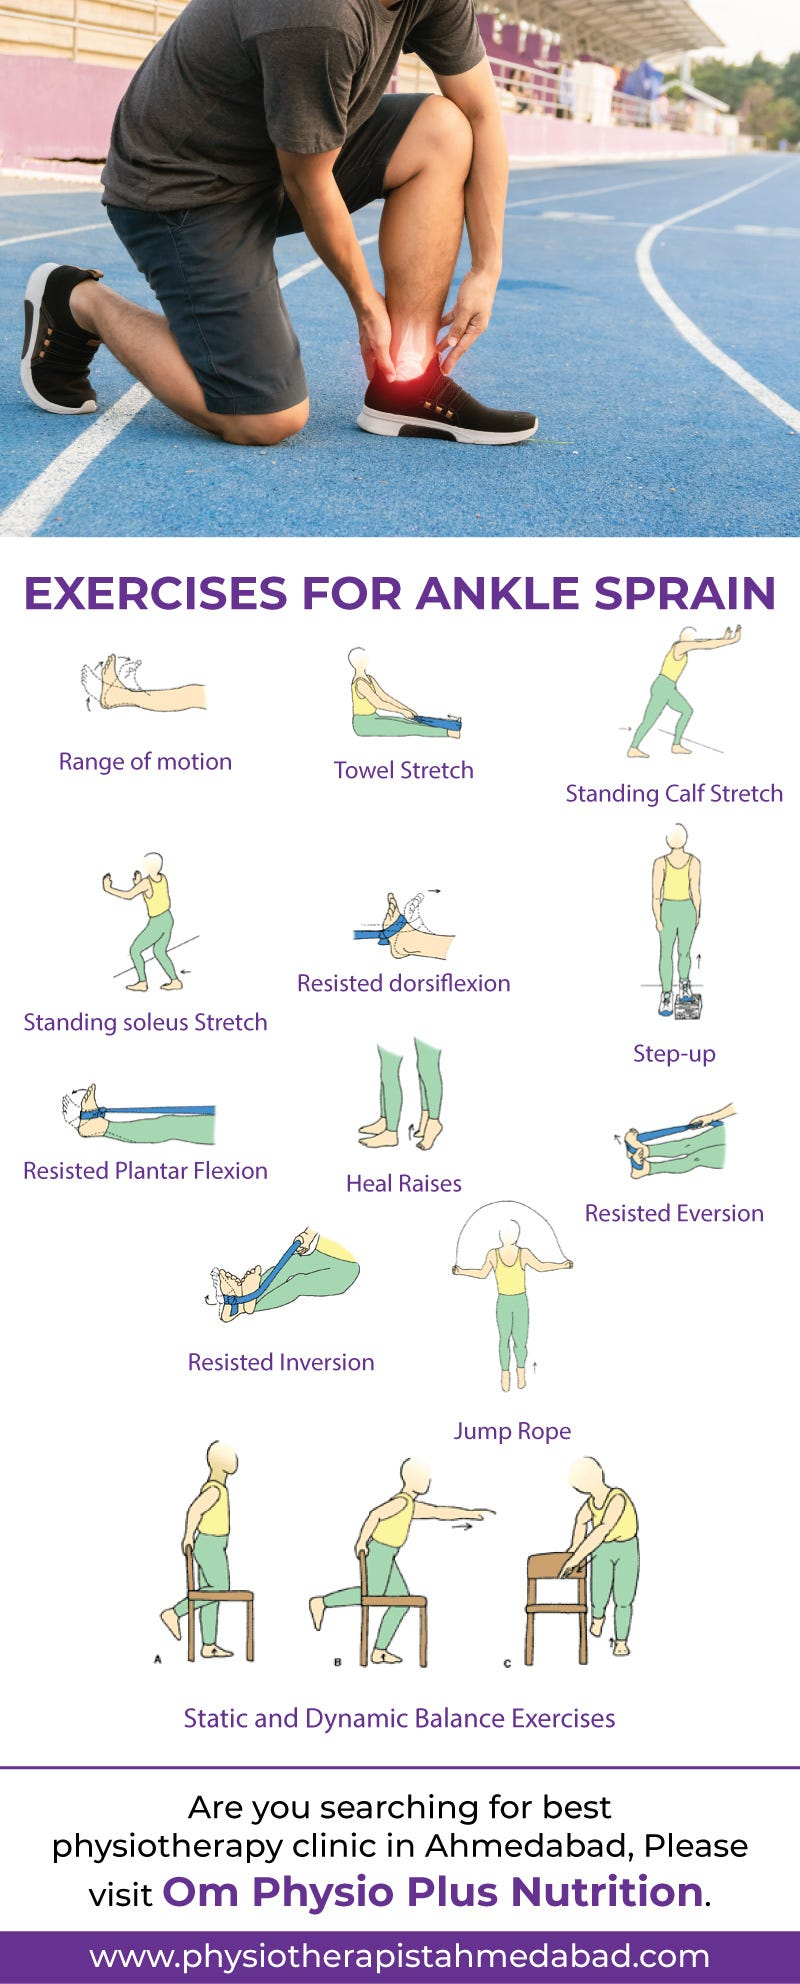 EXERCISES FOR ANKLE SPRAIN
Range of motion
Towel Stretch
Standing Calf Stretch
Standing soleus Stretch
Resisted dorsiflexion
Step-up
Resisted Plantar Flexion
Heal Raises
Resisted Eversion
Resisted Inversion
Jump Rope
A
B
C
Static and Dynamic Balance Exercises
Are you searching for best
physiotherapy clinic in Ahmedabad, Please
visit Om Physio Plus Nutrition.
www.physiotherapistahmedabad.com